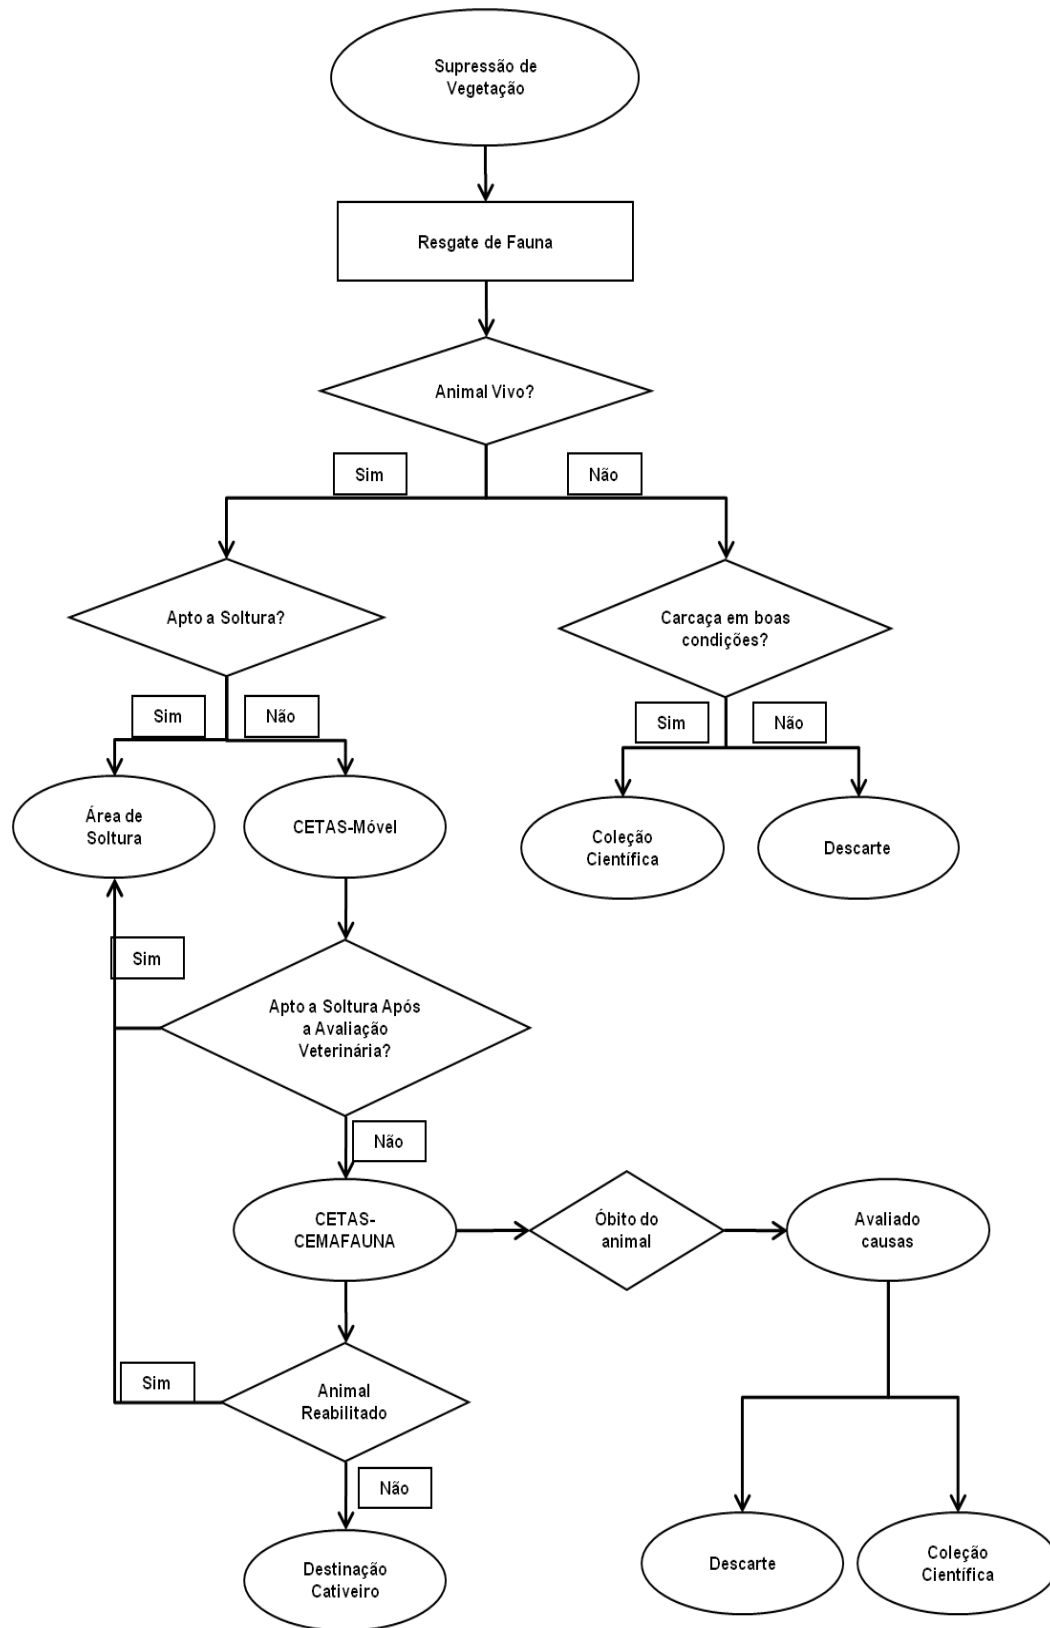 Supressão de
Vegetação
Resgate de Fauna
Animal Vivo?
Sim
Não
Apto a Soltura?
Carcaça em boas
condições?
Sim
Não
Sim
Não
Área de
Soltura
CETAS-Móvel
Coleção
Científica
Descarte
Sim
Apto a Soltura Após
a Avaliação
Veterinária?
Não
CETAS-
CEMAFAUNA
Óbito do
animal
Avaliado
causas
Sim
Animal
Reabilitado
Não
Destinação
Cativeiro
Descarte
Coleção
Científica